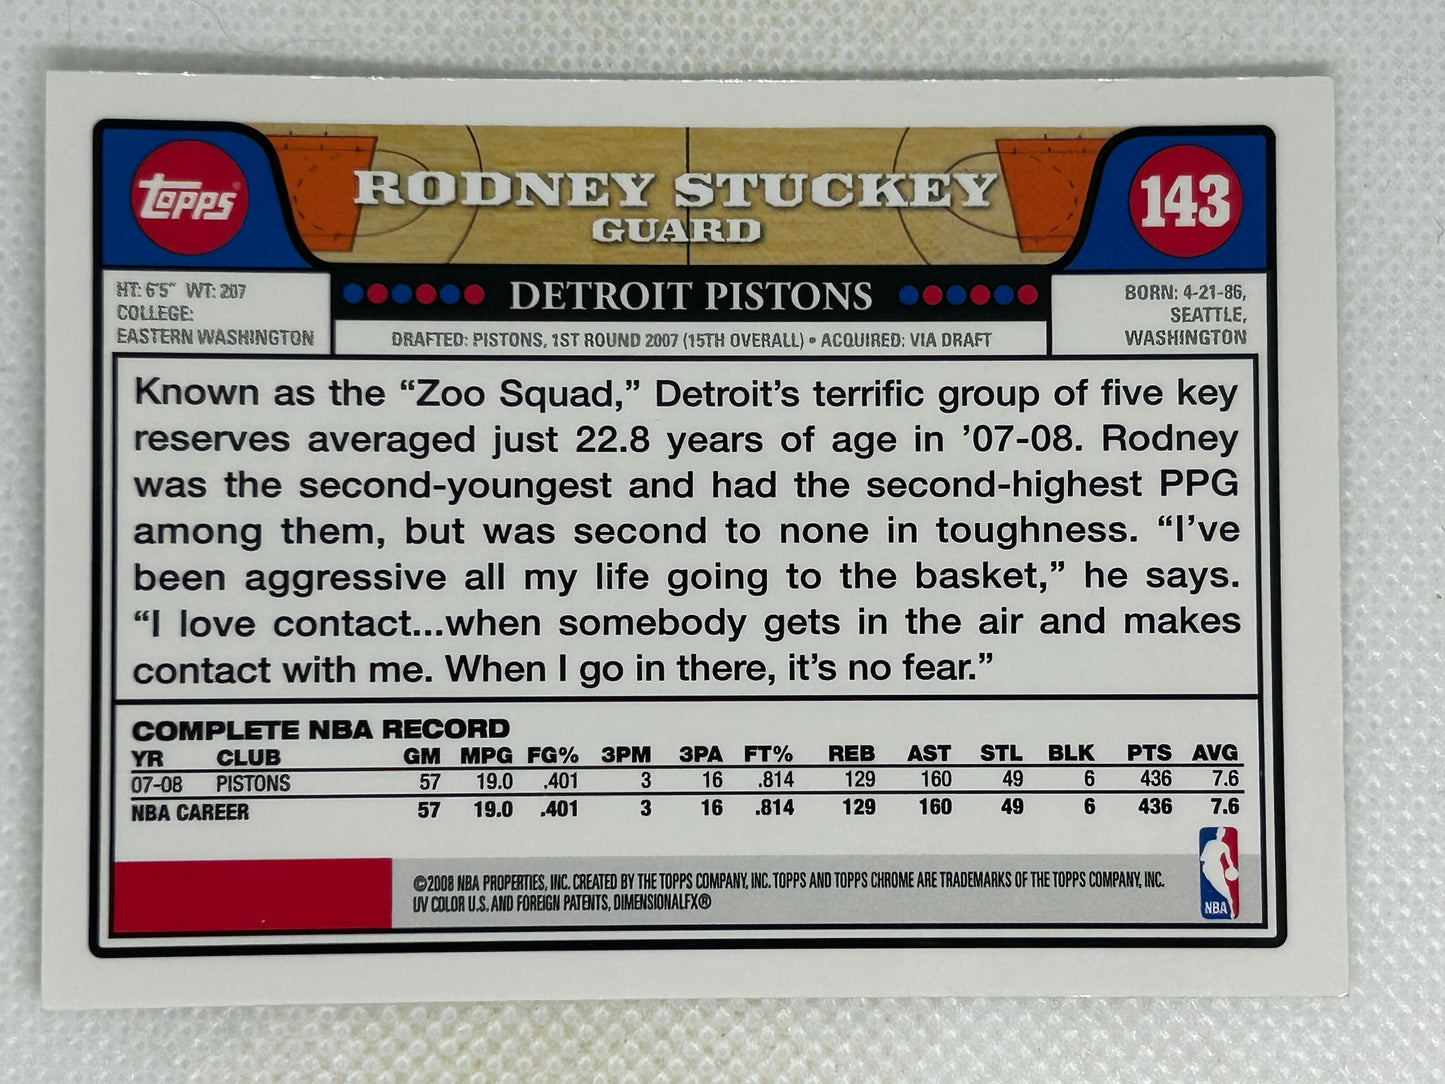 topps®
RODNEY STUCKEY
GUARD
143
HT: 6'5" WT: 207
COLLEGE:
EASTERN WASHINGTON
DETROIT PISTONS
DRAFTED: PISTONS, 1ST ROUND 2007 (15TH OVERALL) • ACQUIRED: VIA DRAFT
BORN: 4-21-86,
SEATTLE,
WASHINGTON
Known as the “Zoo Squad,” Detroit’s terrific group of five key
reserves averaged just 22.8 years of age in ’07-08. Rodney
was the second-youngest and had the second-highest PPG
among them, but was second to none in toughness. “I’ve
been aggressive all my life going to the basket,” he says.
“I love contact...when somebody gets in the air and makes
contact with me. When I go in there, it’s no fear.”
COMPLETE NBA RECORD
YR CLUB GM MPG FG% 3PM 3PA FT% REB AST STL BLK PTS AVG
07-08 PISTONS 57 19.0 .401 3 16 .814 129 160 49 6 436 7.6
NBA CAREER 57 19.0 .401 3 16 .814 129 160 49 6 436 7.6
©2008 NBA PROPERTIES, INC. CREATED BY THE TOPPS COMPANY, INC. TOPPS AND TOPPS CHROME ARE TRADEMARKS OF THE TOPPS COMPANY, INC.
UV COLOR U.S. AND FOREIGN PATENTS, DIMENSIONALFX®
NBA